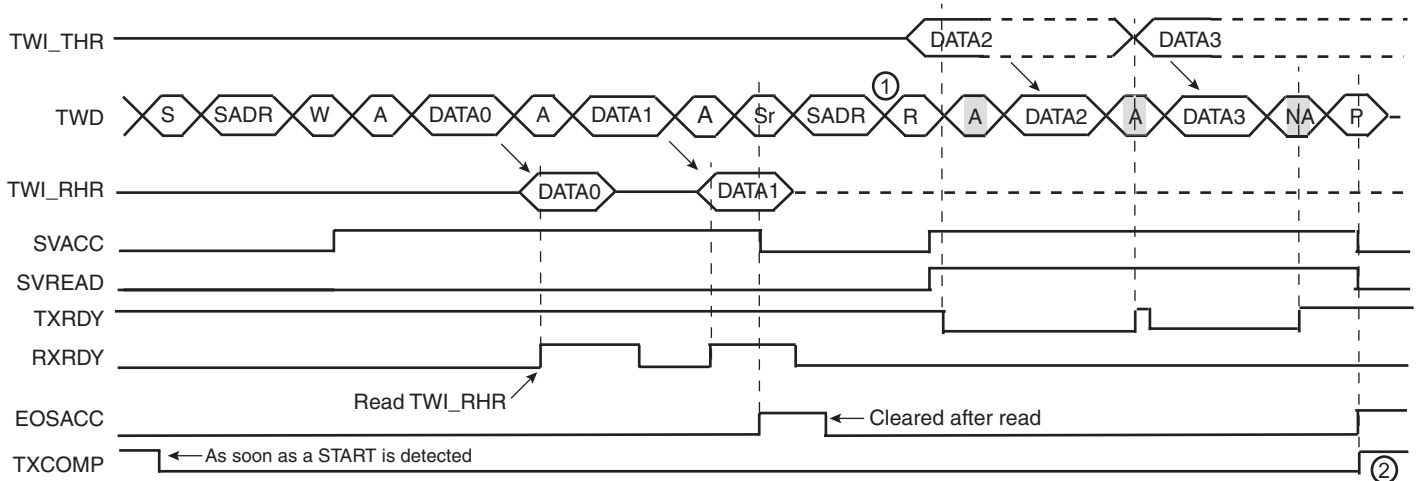 TWI_THR DATA2 DATA3
①
TWD S SADR W A DATA0 A DATA1 A Sr SADR R A DATA2 A DATA3 NA P
TWI_RHR DATA0 DATA1
SVACC
SVREAD
TXRDY
RXRDY
Read TWI_RHR
EOSACC Cleared after read
TXCOMP As soon as a START is detected ②